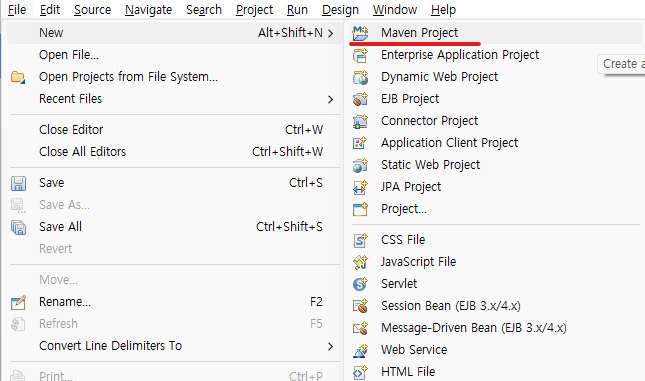 File Edit Source Navigate Search Project Run Design Window Help
New Alt+Shift+N
Open File...
Open Projects from File System...
Recent Files
Close Editor Ctrl+W
Close All Editors Ctrl+Shift+W
Save Ctrl+S
Save As...
Save All Ctrl+Shift+S
Revert
Move...
Rename... F2
Refresh F5
Convert Line Delimiters To
Print... Ctrl+P
Maven Project
Enterprise Application Project
Create a
Dynamic Web Project
EJB Project
Connector Project
Application Client Project
Static Web Project
JPA Project
Project...
CSS File
JavaScript File
Servlet
Session Bean (EJB 3.x/4.x)
Message-Driven Bean (EJB 3.x/4.x)
Web Service
HTML File